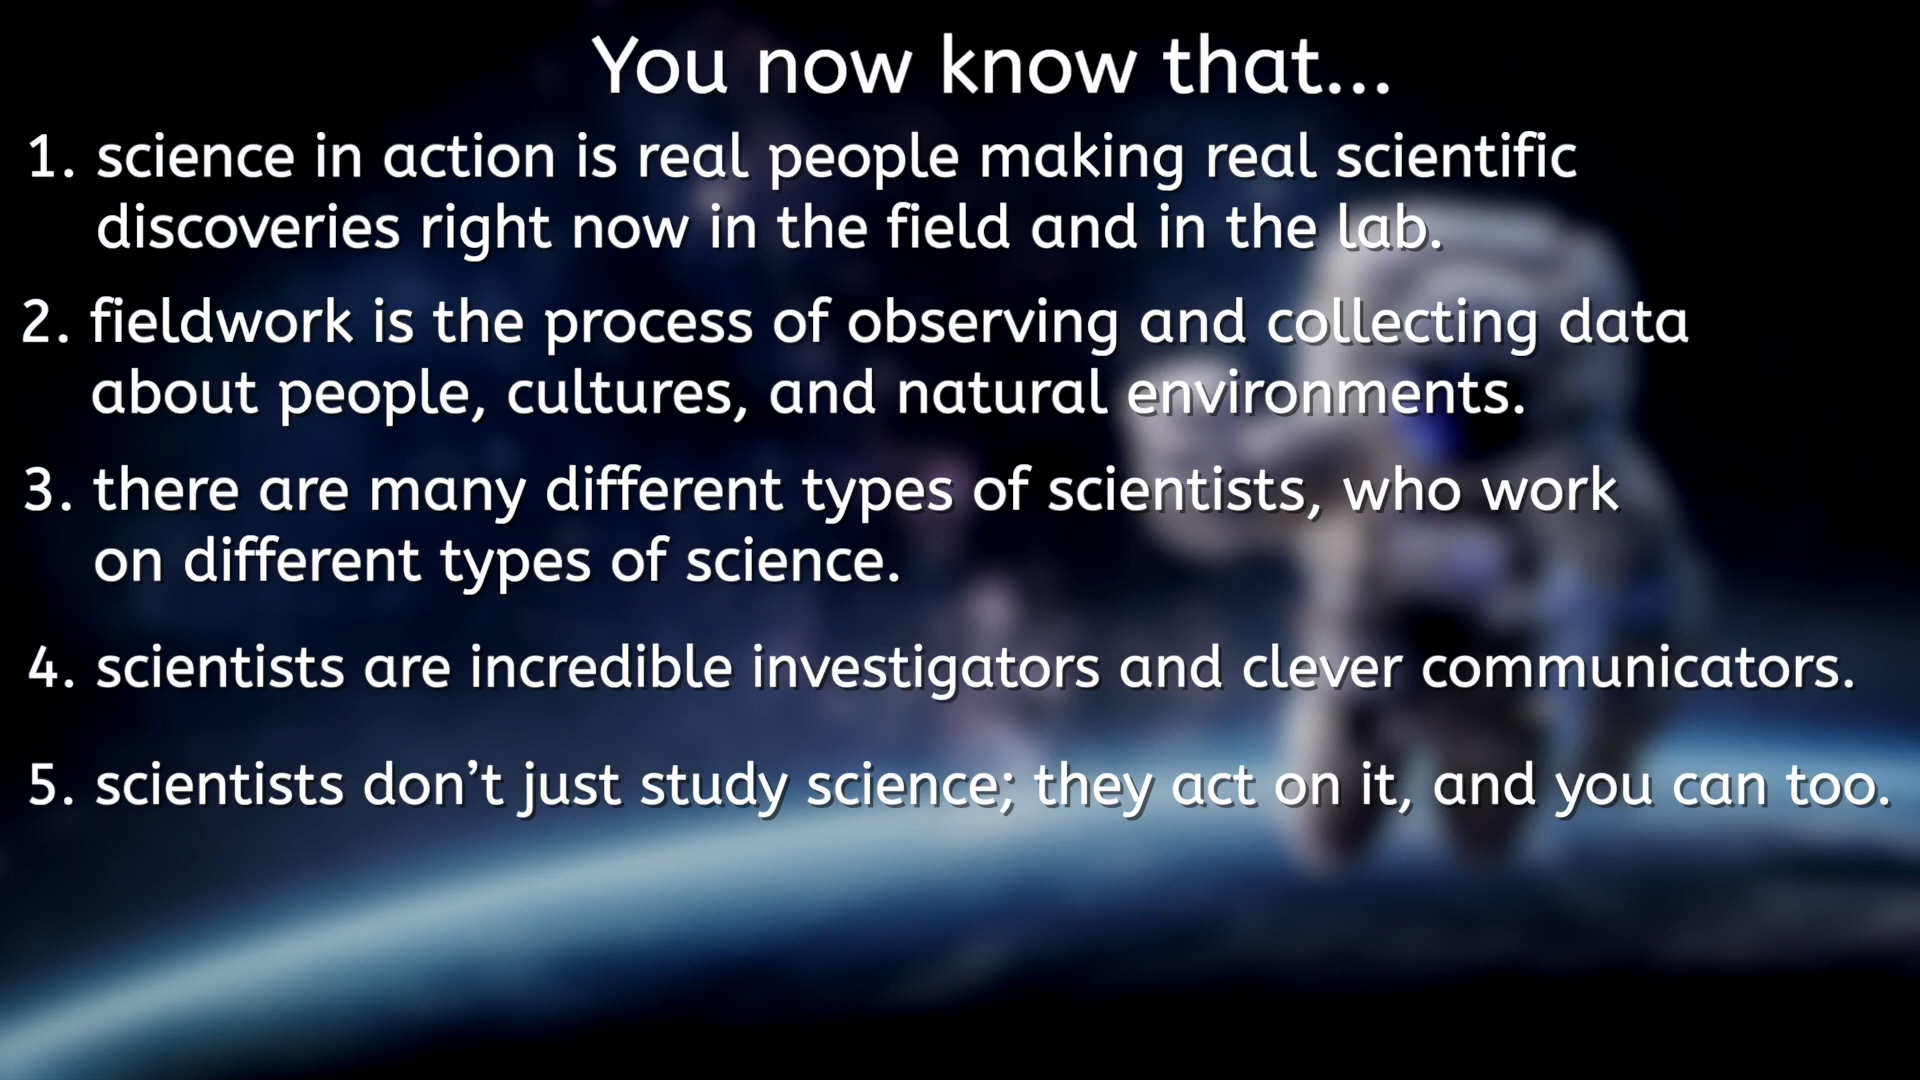 You now know that...
1. science in action is real people making real scientific
discoveries right now in the field and in the lab.
2. fieldwork is the process of observing and collecting data
about people, cultures, and natural environments.
3. there are many different types of scientists, who work
on different types of science.
4. scientists are incredible investigators and clever communicators.
5. scientists don’t just study science; they act on it, and you can too.